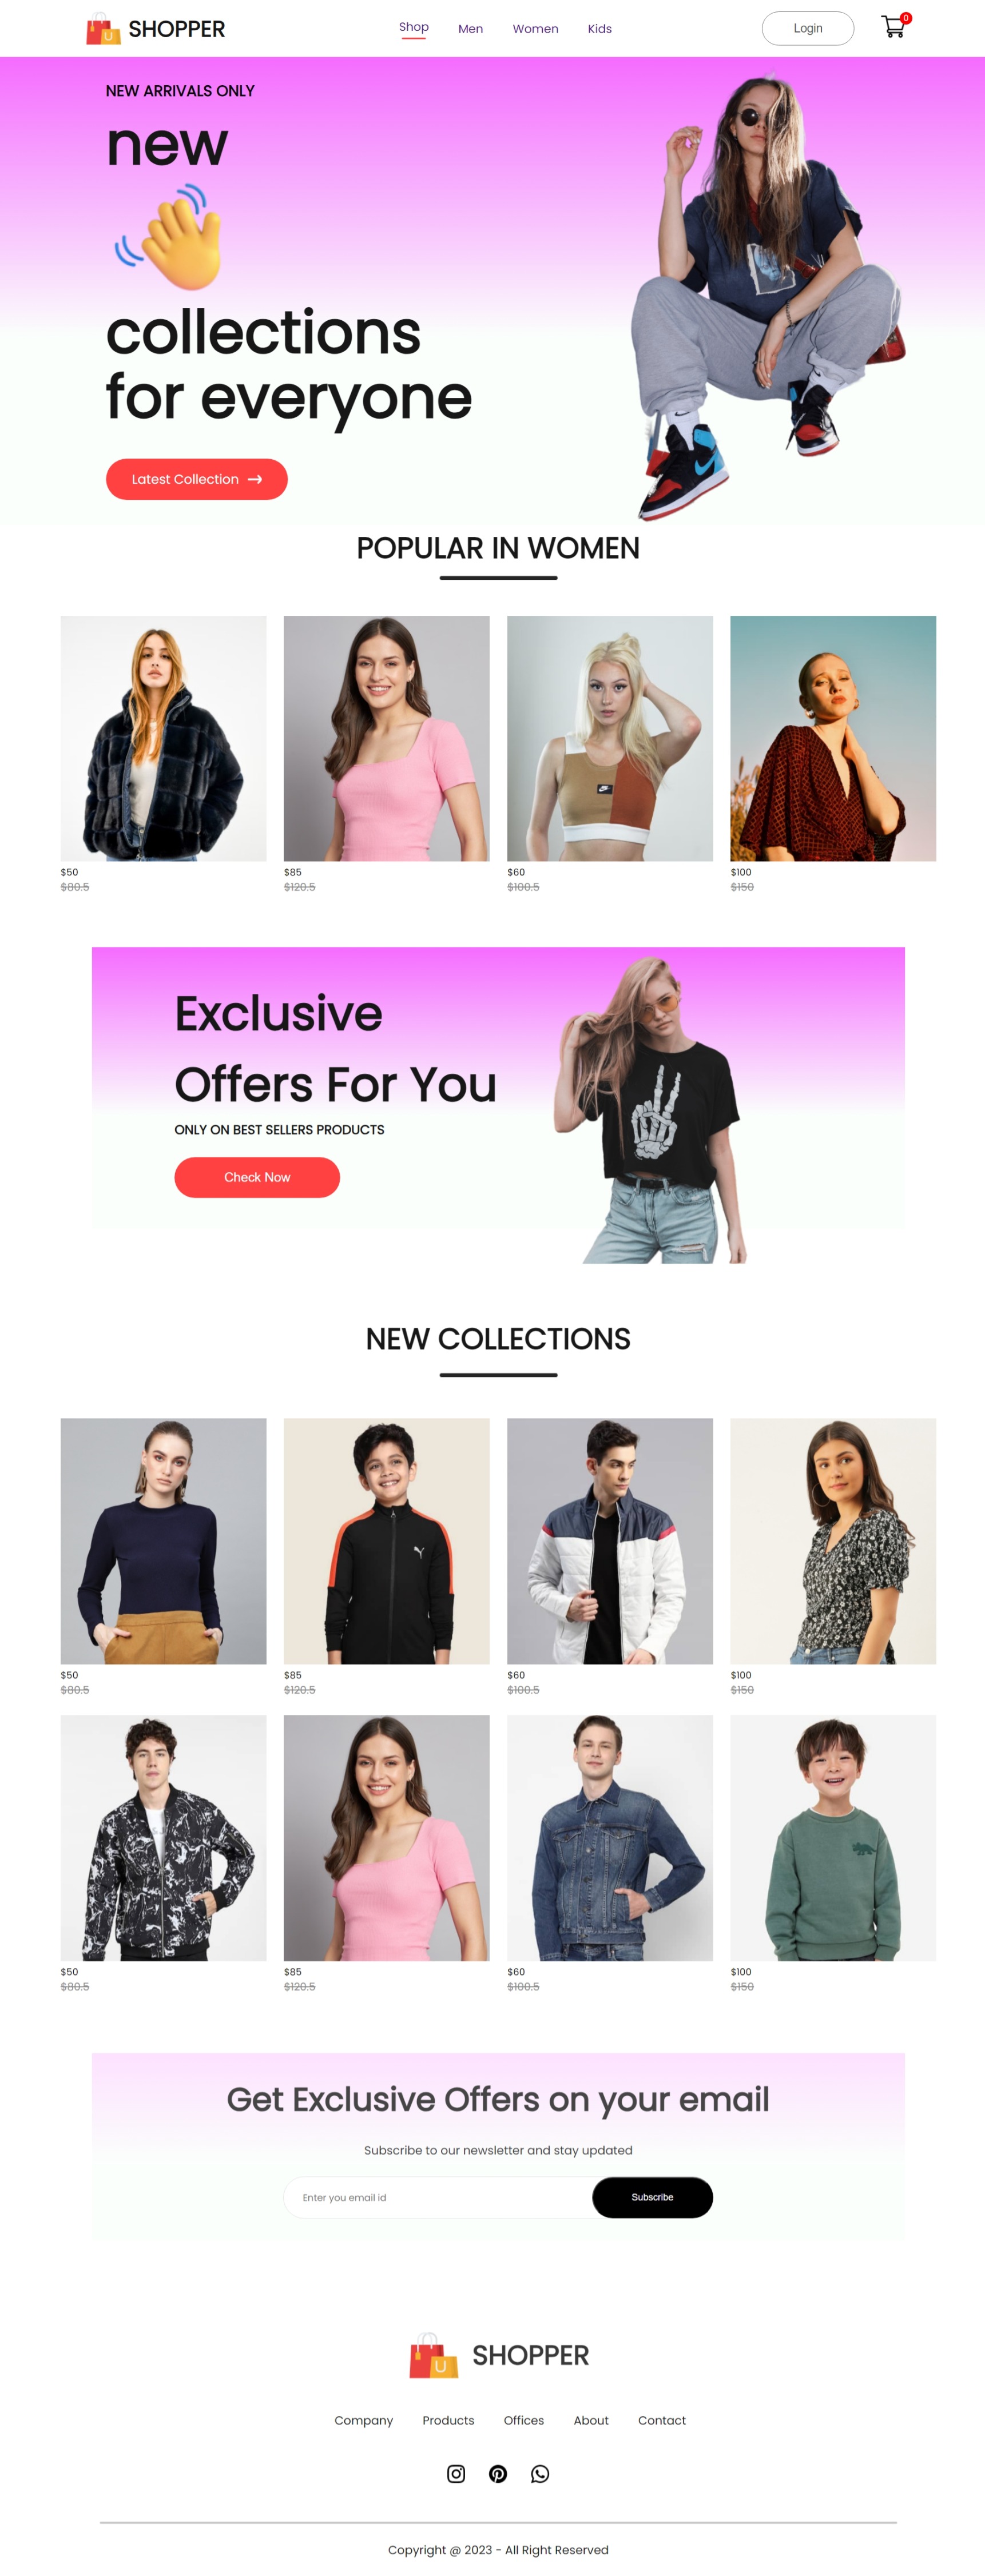 SHOPPER
Shop Men Women Kids
Login
0
NEW ARRIVALS ONLY
new
collections
for everyone
Latest Collection →
POPULAR IN WOMEN
$50 $85 $60 $100
$80.5 $120.5 $100.5 $150
Exclusive
Offers For You
ONLY ON BEST SELLERS PRODUCTS
Check Now
NEW COLLECTIONS
$50 $85 $60 $100
$80.5 $120.5 $100.5 $150
$50 $85 $60 $100
$80.5 $120.5 $100.5 $150
Get Exclusive Offers on your email
Subscribe to our newsletter and stay updated
Enter you email id
Subscribe
U
SHOPPER
Company Products Offices About Contact
Copyright @ 2023 - All Right Reserved